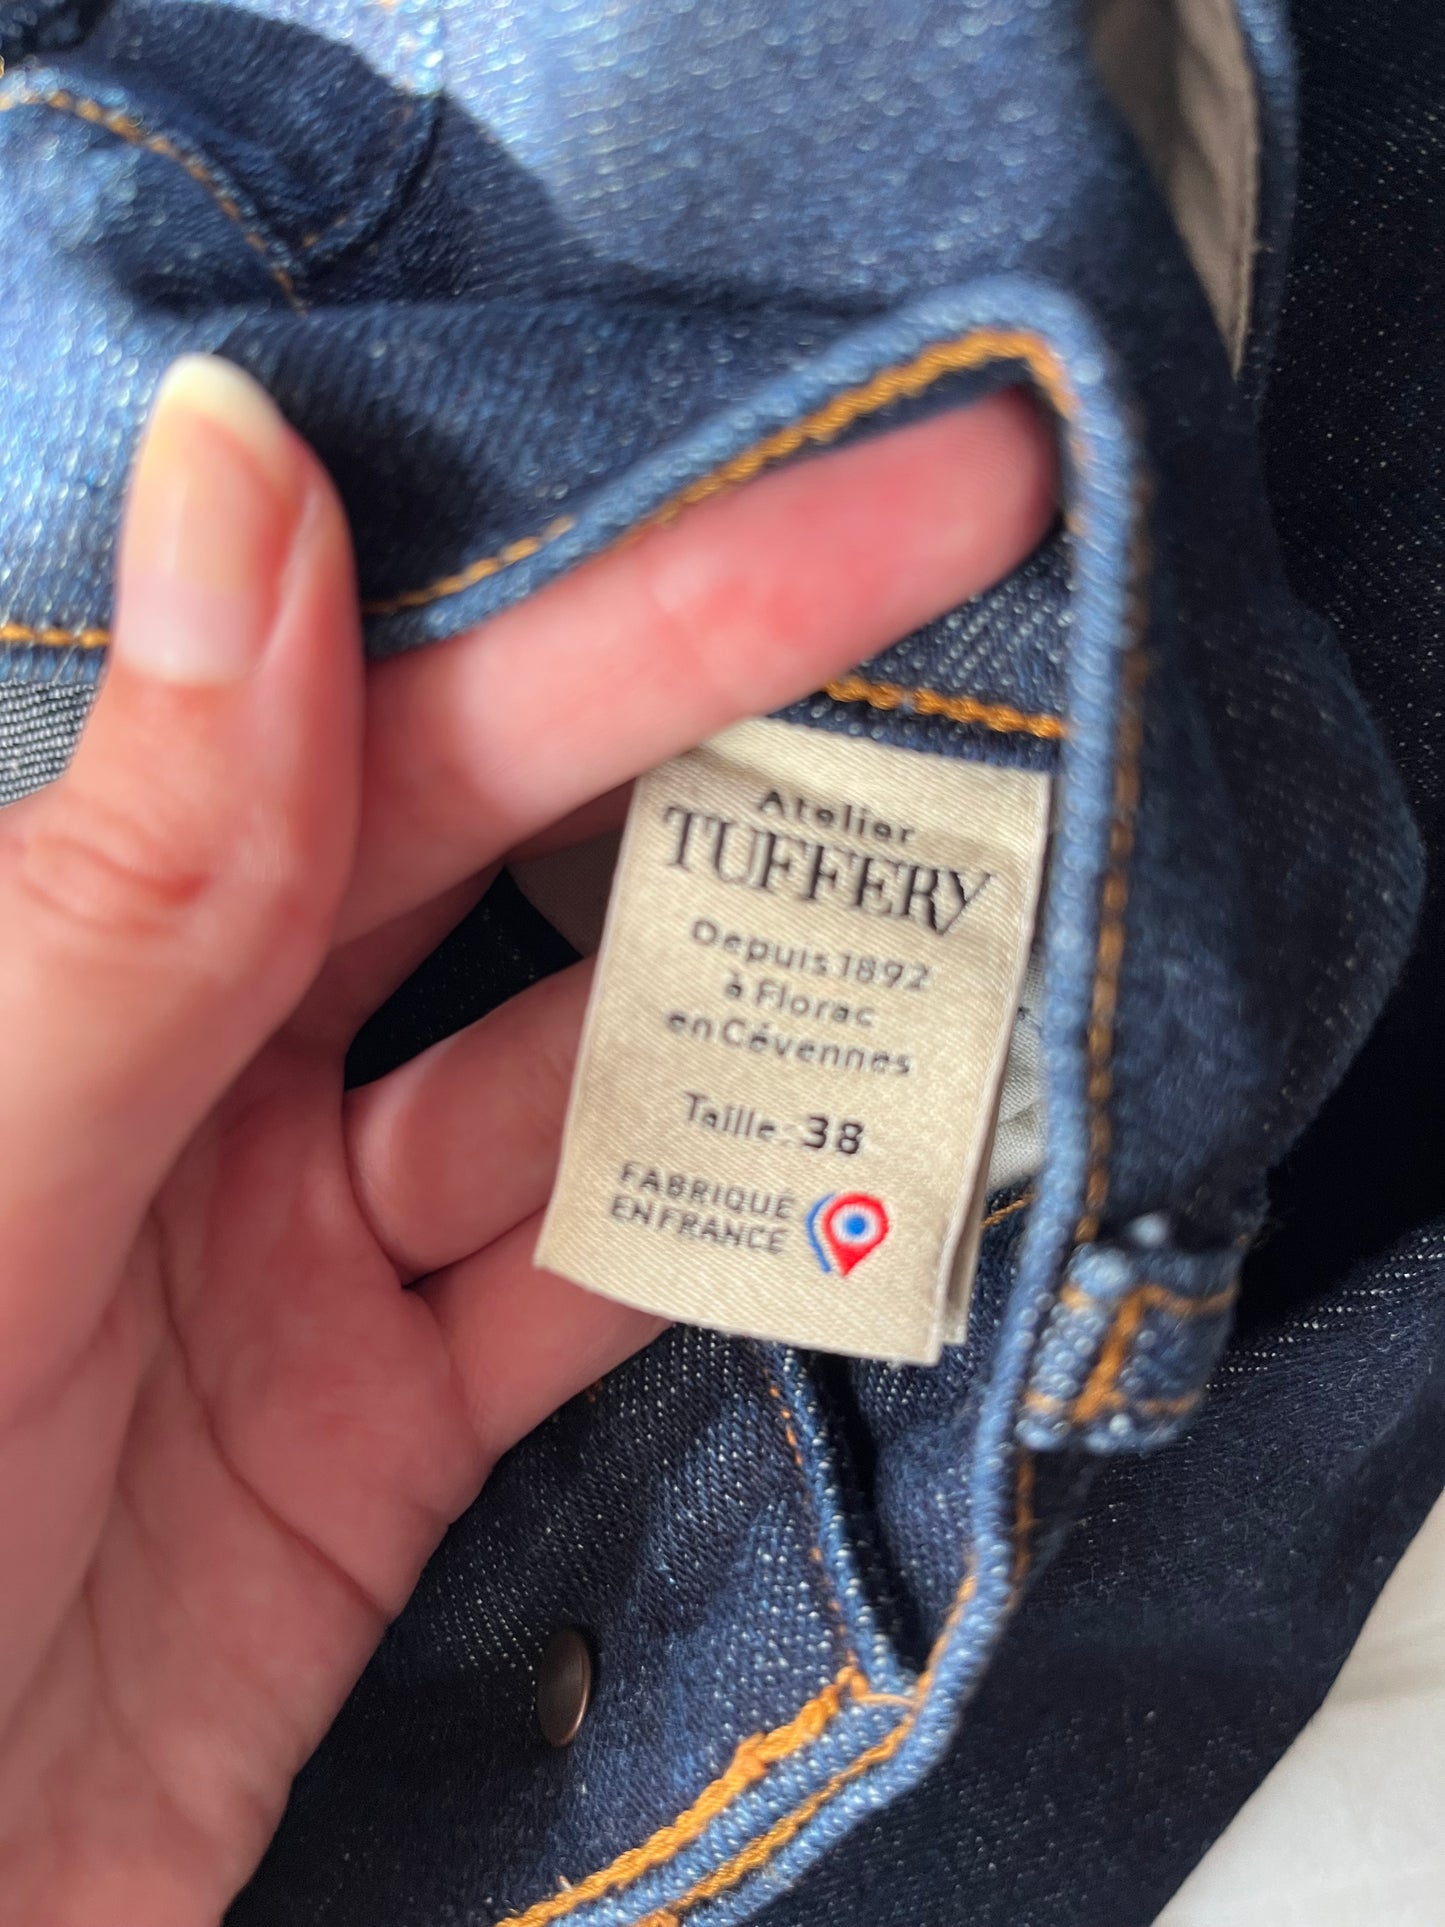 Atelier
TUFFERY
Depuis 1892
à Florac
en Cévennes
Taille : 38
FABRIQUÉ
EN FRANCE